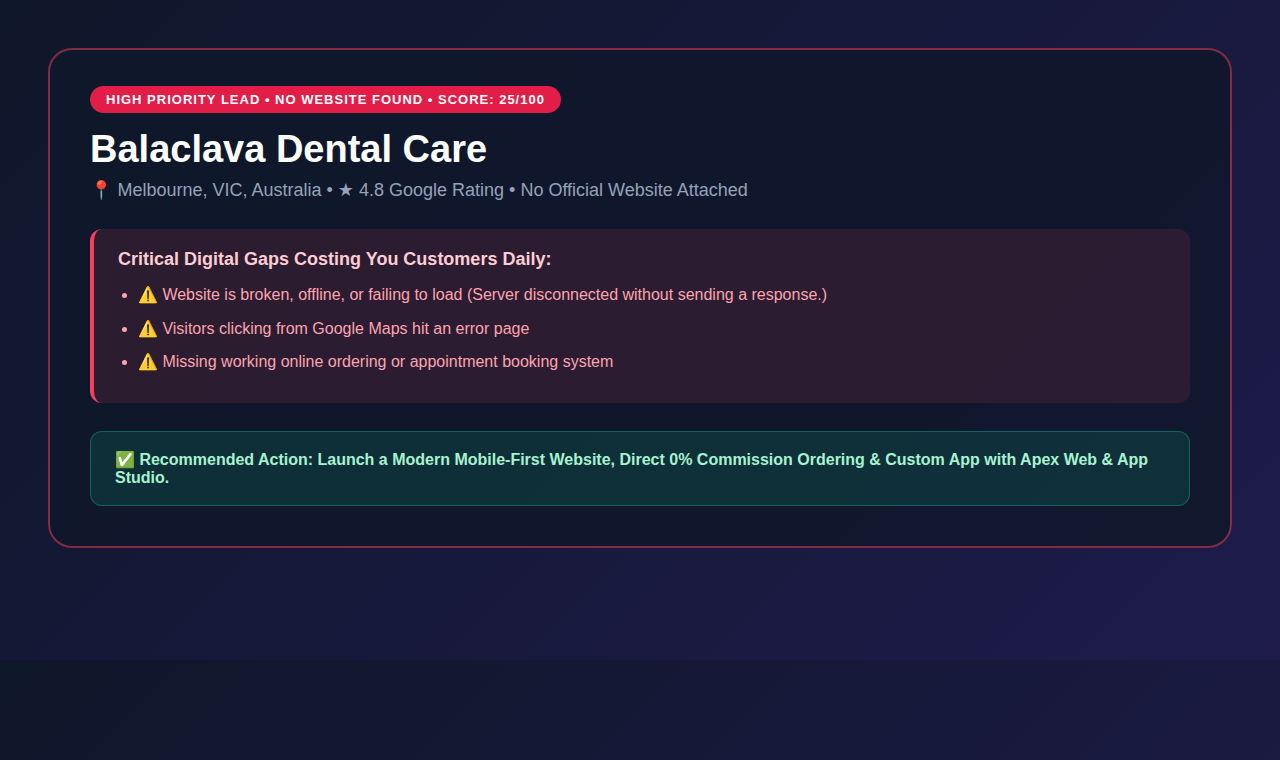 HIGH PRIORITY LEAD • NO WEBSITE FOUND • SCORE: 25/100
Balaclava Dental Care
📍 Melbourne, VIC, Australia • ★ 4.8 Google Rating • No Official Website Attached
Critical Digital Gaps Costing You Customers Daily:
• ⚠️ Website is broken, offline, or failing to load (Server disconnected without sending a response.)
• ⚠️ Visitors clicking from Google Maps hit an error page
• ⚠️ Missing working online ordering or appointment booking system
✅ Recommended Action: Launch a Modern Mobile-First Website, Direct 0% Commission Ordering & Custom App with Apex Web & App
Studio.